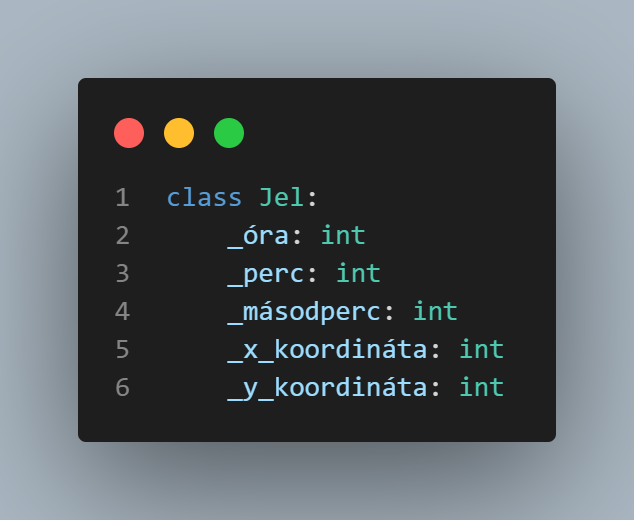 1 class Jel:
2     _óra: int
3     _perc: int
4     _másodperc: int
5     _x_koordináta: int
6     _y_koordináta: int